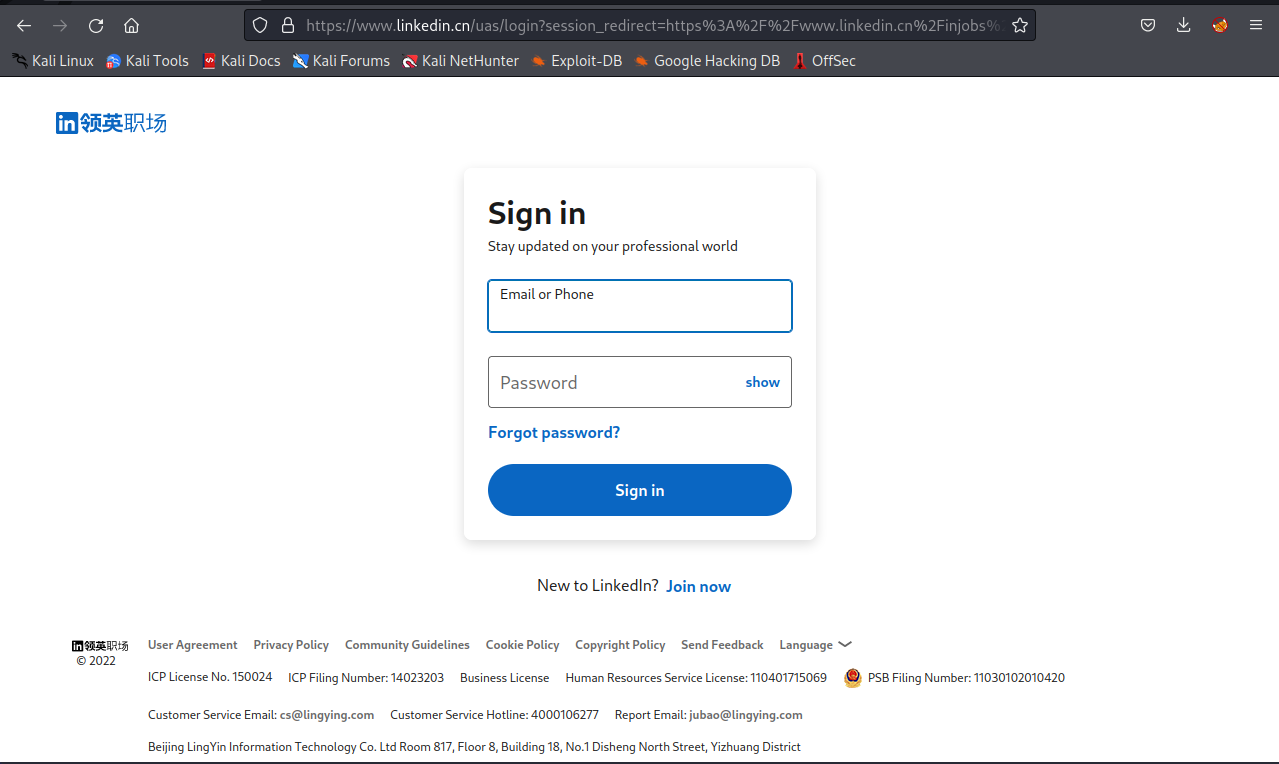 https://www.linkedin.cn/uas/login?session_redirect=https%3A%2F%2Fwww.linkedin.cn%2Finjobs%
Kali Linux Kali Tools Kali Docs Kali Forums Kali NetHunter Exploit-DB Google Hacking DB OffSec
in领英职场
Sign in
Stay updated on your professional world
Email or Phone
Password show
Forgot password?
Sign in
New to LinkedIn? Join now
in领英职场 User Agreement Privacy Policy Community Guidelines Cookie Policy Copyright Policy Send Feedback Language
© 2022
ICP License No. 150024 ICP Filing Number: 14023203 Business License Human Resources Service License: 110401715069 PSB Filing Number: 11030102010420
Customer Service Email: cs@lingying.com Customer Service Hotline: 4000106277 Report Email: jubao@lingying.com
Beijing LingYin Information Technology Co. Ltd Room 817, Floor 8, Building 18, No.1 Disheng North Street, Yizhuang District